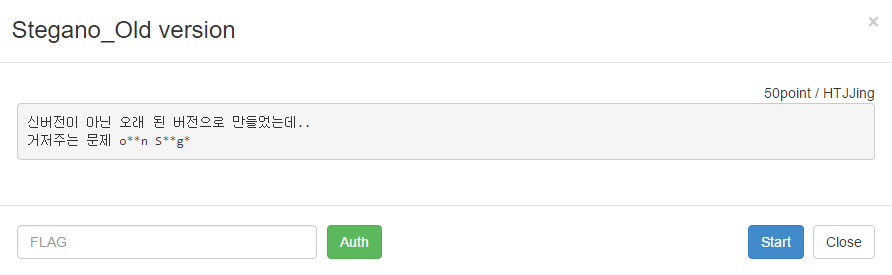 Stegano_Old version
×
50point / HTJJing
신버전이 아닌 오래 된 버전으로 만들었는데..
거저주는 문제 o**n S**g*
FLAG
Auth
Start
Close